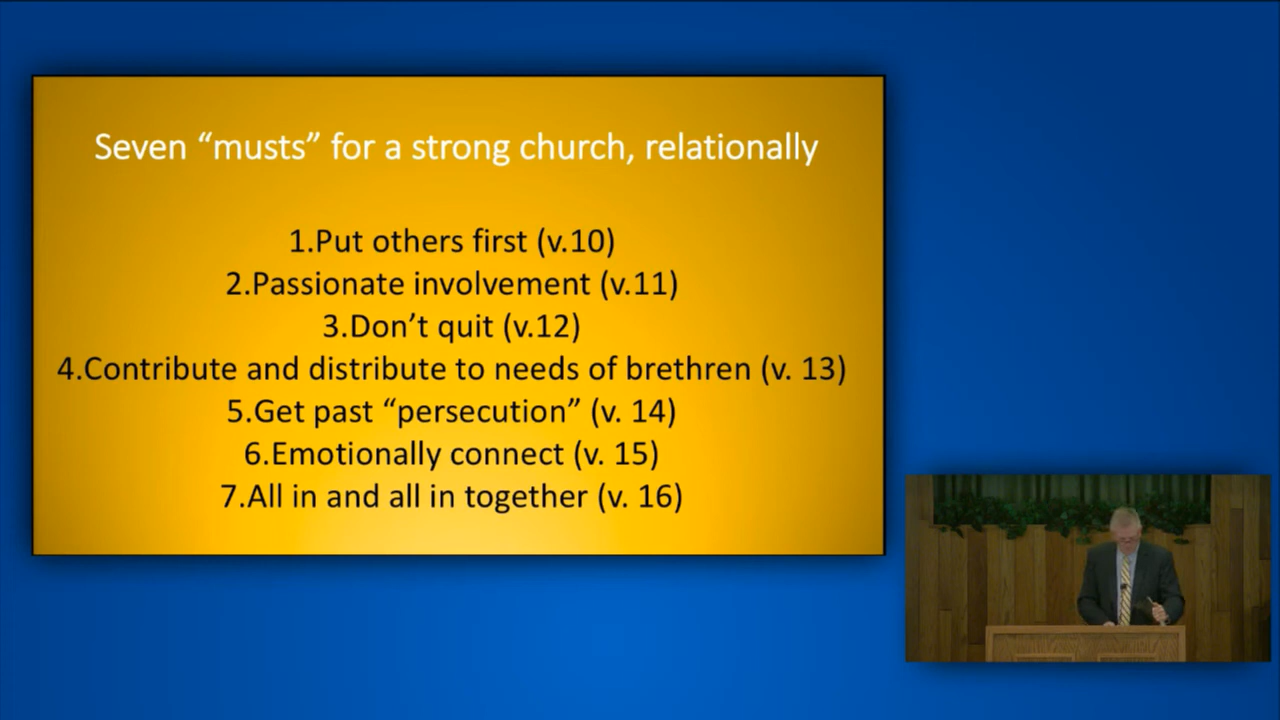 Seven “musts” for a strong church, relationally
1.Put others first (v.10)
2.Passionate involvement (v.11)
3.Don’t quit (v.12)
4.Contribute and distribute to needs of brethren (v. 13)
5.Get past “persecution” (v. 14)
6.Emotionally connect (v. 15)
7.All in and all in together (v. 16)